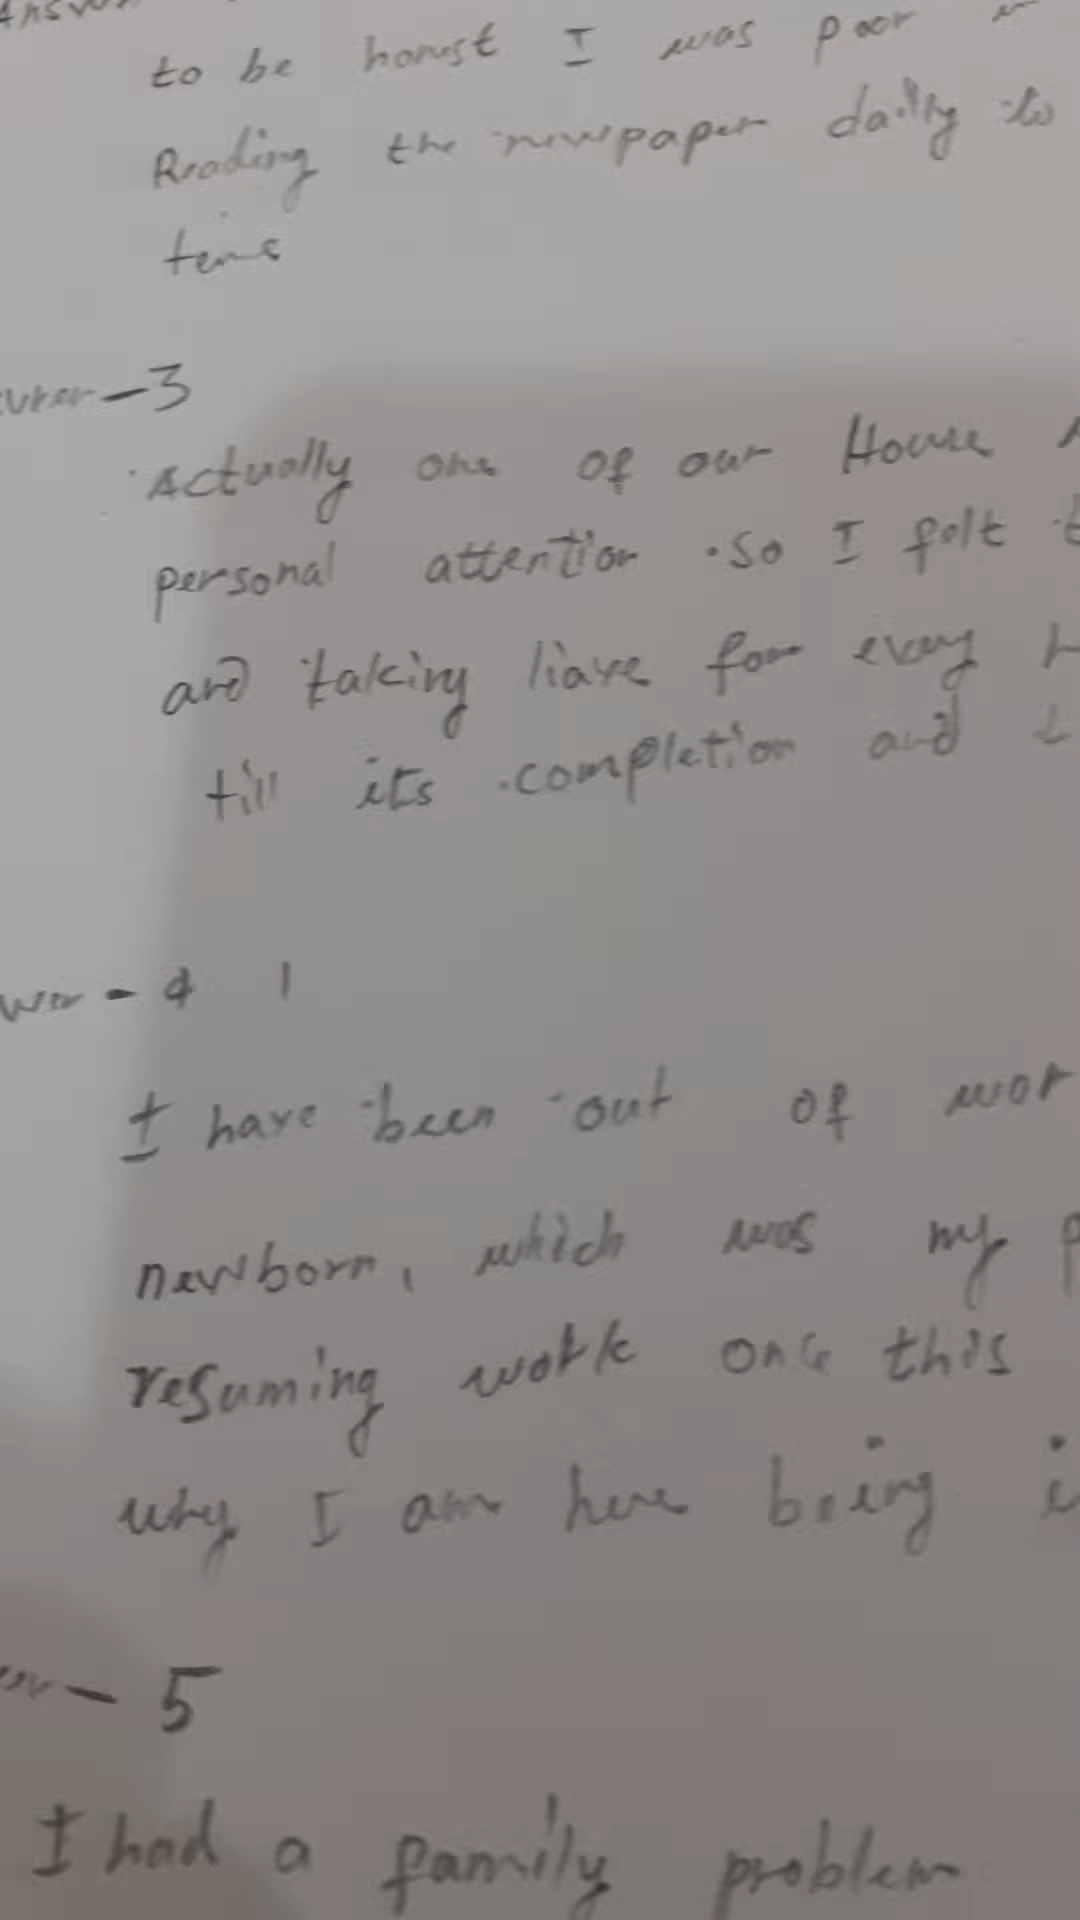 to be honest I was poor
Reading the newspaper daily to
tems
-3
Actually one of our House
personal attention . so I felt
and taking liave for every
till its completion and
- 4
I have been out of wor
newborn, which was my
resuming work once this
why I am here being
- 5
I had a family problem